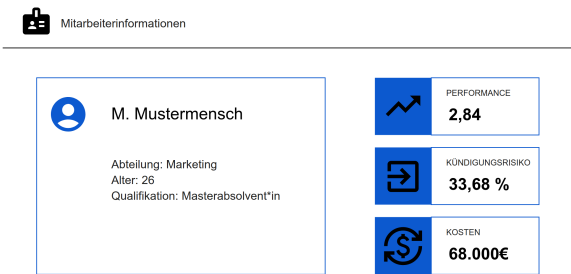 Mitarbeiterinformationen
M. Mustermensch
Abteilung: Marketing
Alter: 26
Qualifikation: Masterabsolvent*in
PERFORMANCE
2,84
KÜNDIGUNGSRISIKO
33,68 %
KOSTEN
68.000€